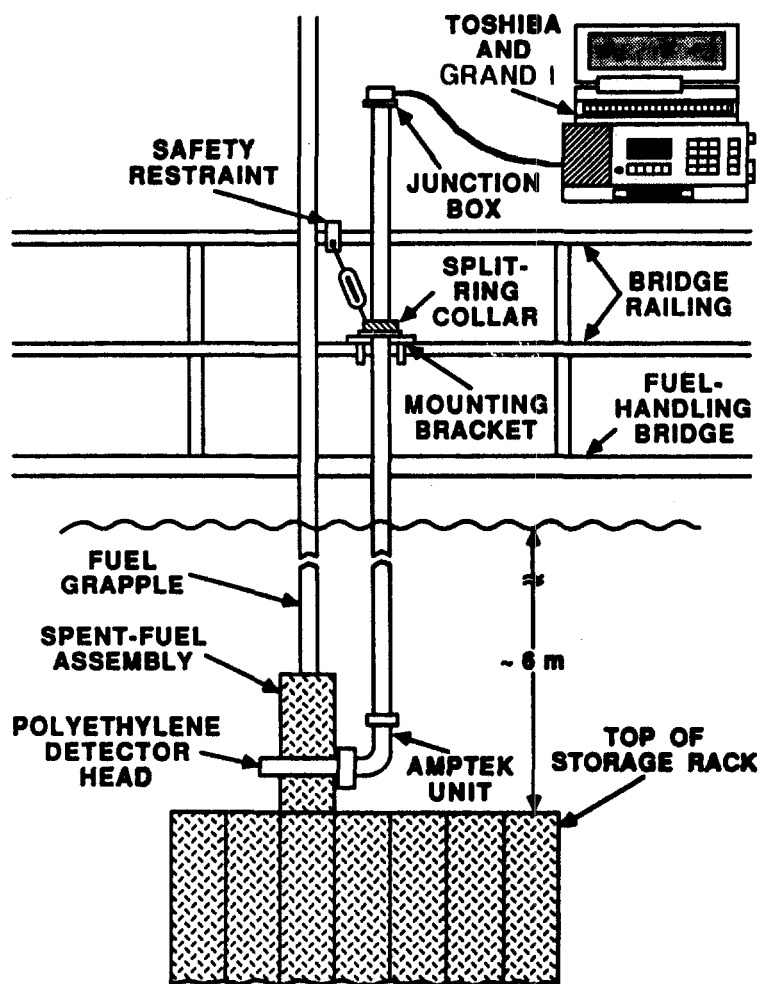 TOSHIBA
AND
GRAND I
SAFETY
RESTRAINT
JUNCTION
BOX
SPLIT-
RING
COLLAR
BRIDGE
RAILING
MOUNTING
BRACKET
FUEL-
HANDLING
BRIDGE
FUEL
GRAPPLE
SPENT-FUEL
ASSEMBLY
~ 6 m
POLYETHYLENE
DETECTOR
HEAD
AMPTEK
UNIT
TOP OF
STORAGE RACK